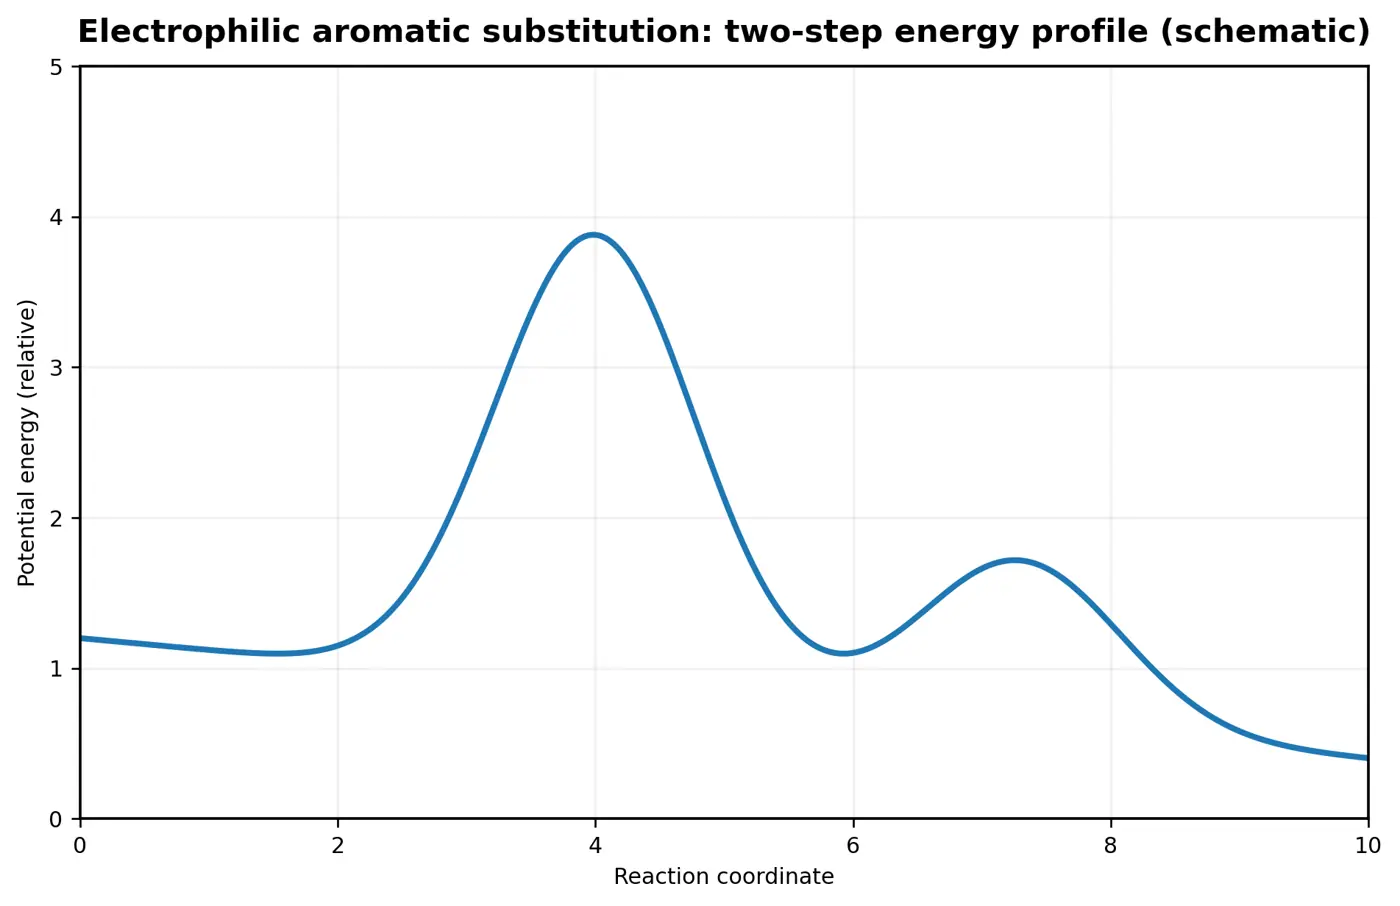 Electrophilic aromatic substitution: two-step energy profile (schematic)
5
4
3
2
1
0
Potential energy (relative)
0 2 4 6 8 10
Reaction coordinate